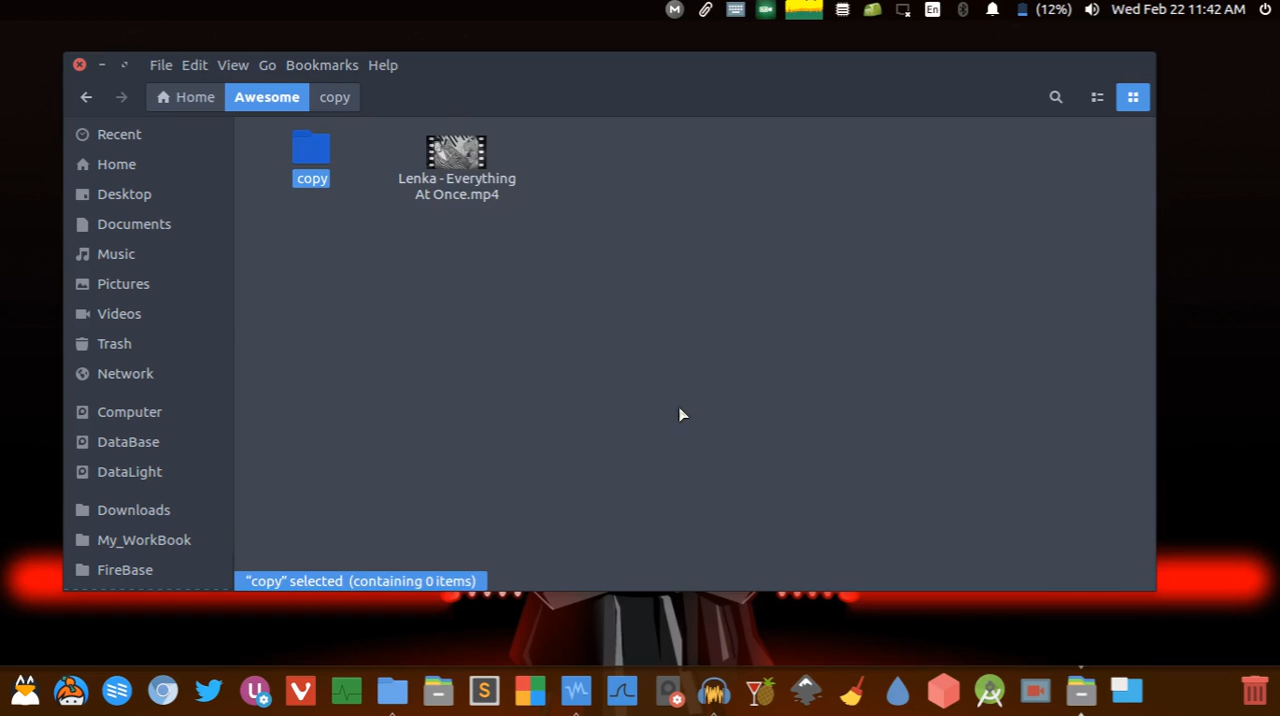 En (12%) Wed Feb 22 11:42 AM
File Edit View Go Bookmarks Help
Home Awesome copy
Recent
Home
Desktop
Documents
Music
Pictures
Videos
Trash
Network
Computer
DataBase
DataLight
Downloads
My_WorkBook
FireBase
copy
Lenka - Everything
At Once.mp4
“copy” selected (containing 0 items)